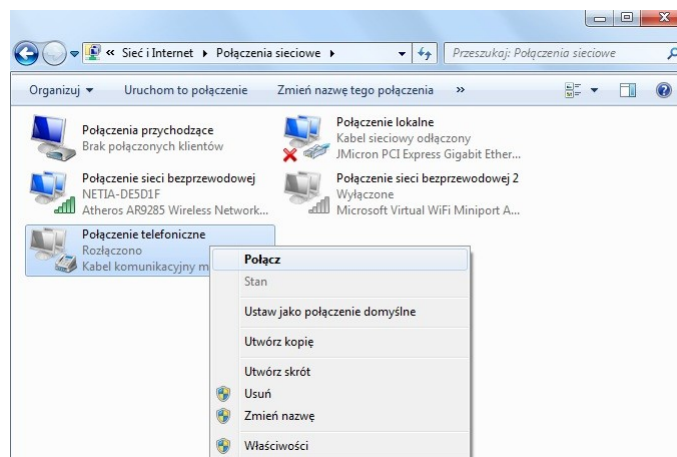 « Sieć i Internet ▸ Połączenia sieciowe ▸
Przeszukaj: Połączenia sieciowe
Organizuj ▼ Uruchom to połączenie Zmień nazwę tego połączenia »
Połączenia przychodzące
Brak połączonych klientów
Połączenie lokalne
Kabel sieciowy odłączony
JMicron PCI Express Gigabit Ether...
Połączenie sieci bezprzewodowej
NETIA-DE5D1F
Atheros AR9285 Wireless Network...
Połączenie sieci bezprzewodowej 2
Wyłączone
Microsoft Virtual WiFi Miniport A...
Połączenie telefoniczne
Rozłączono
Kabel komunikacyjny m
Połącz
Stan
Ustaw jako połączenie domyślne
Utwórz kopię
Utwórz skrót
Usuń
Zmień nazwę
Właściwości